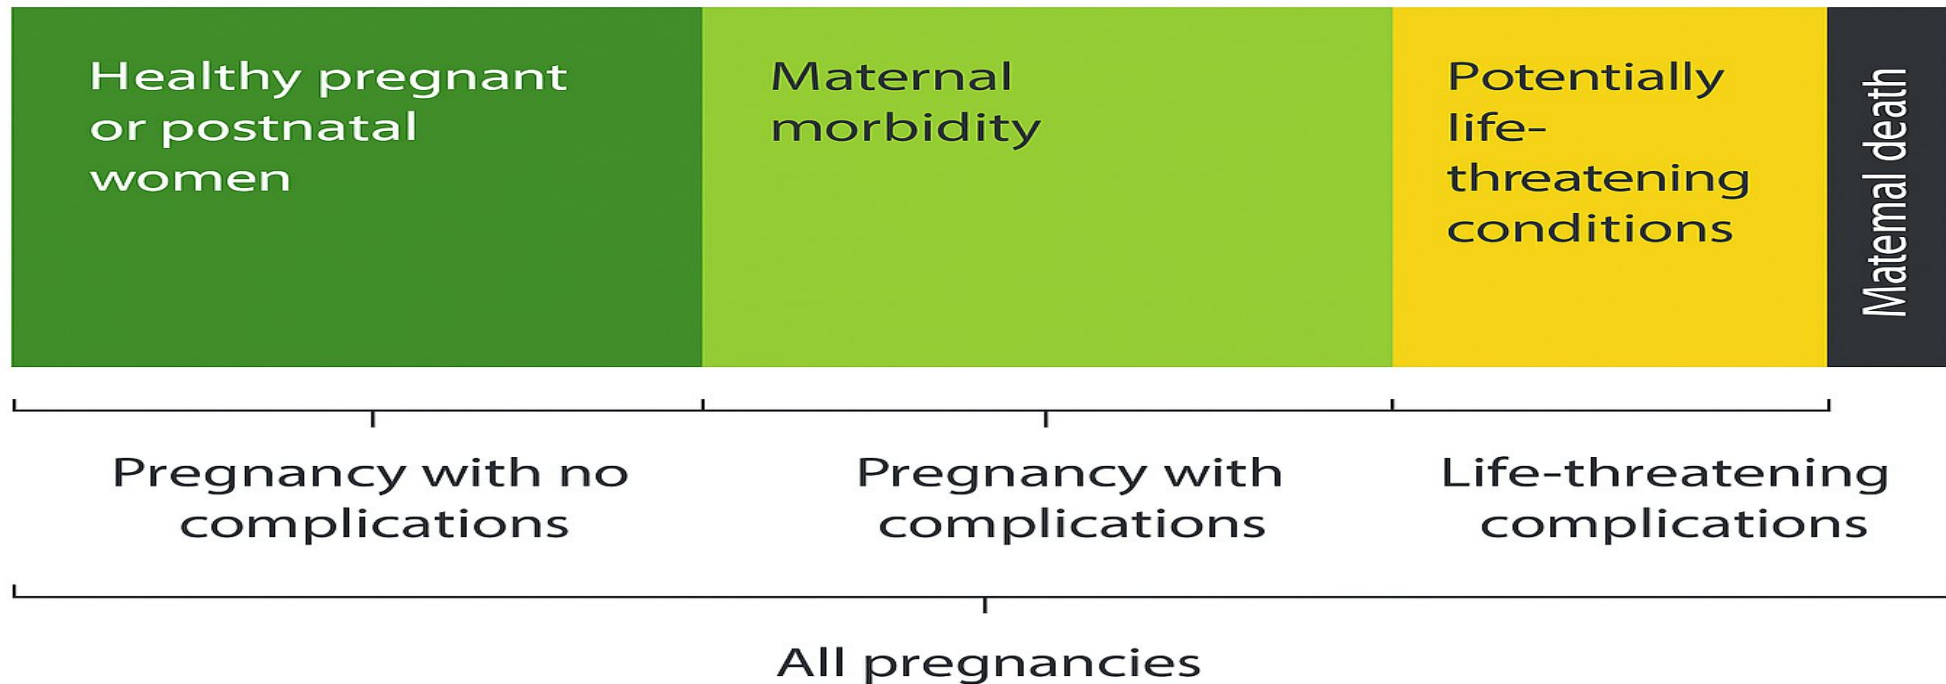 Healthy pregnant
or postnatal
women
Maternal
morbidity
Potentially
life-
threatening
conditions
Maternal death
Pregnancy with no
complications
Pregnancy with
complications
Life-threatening
complications
All pregnancies